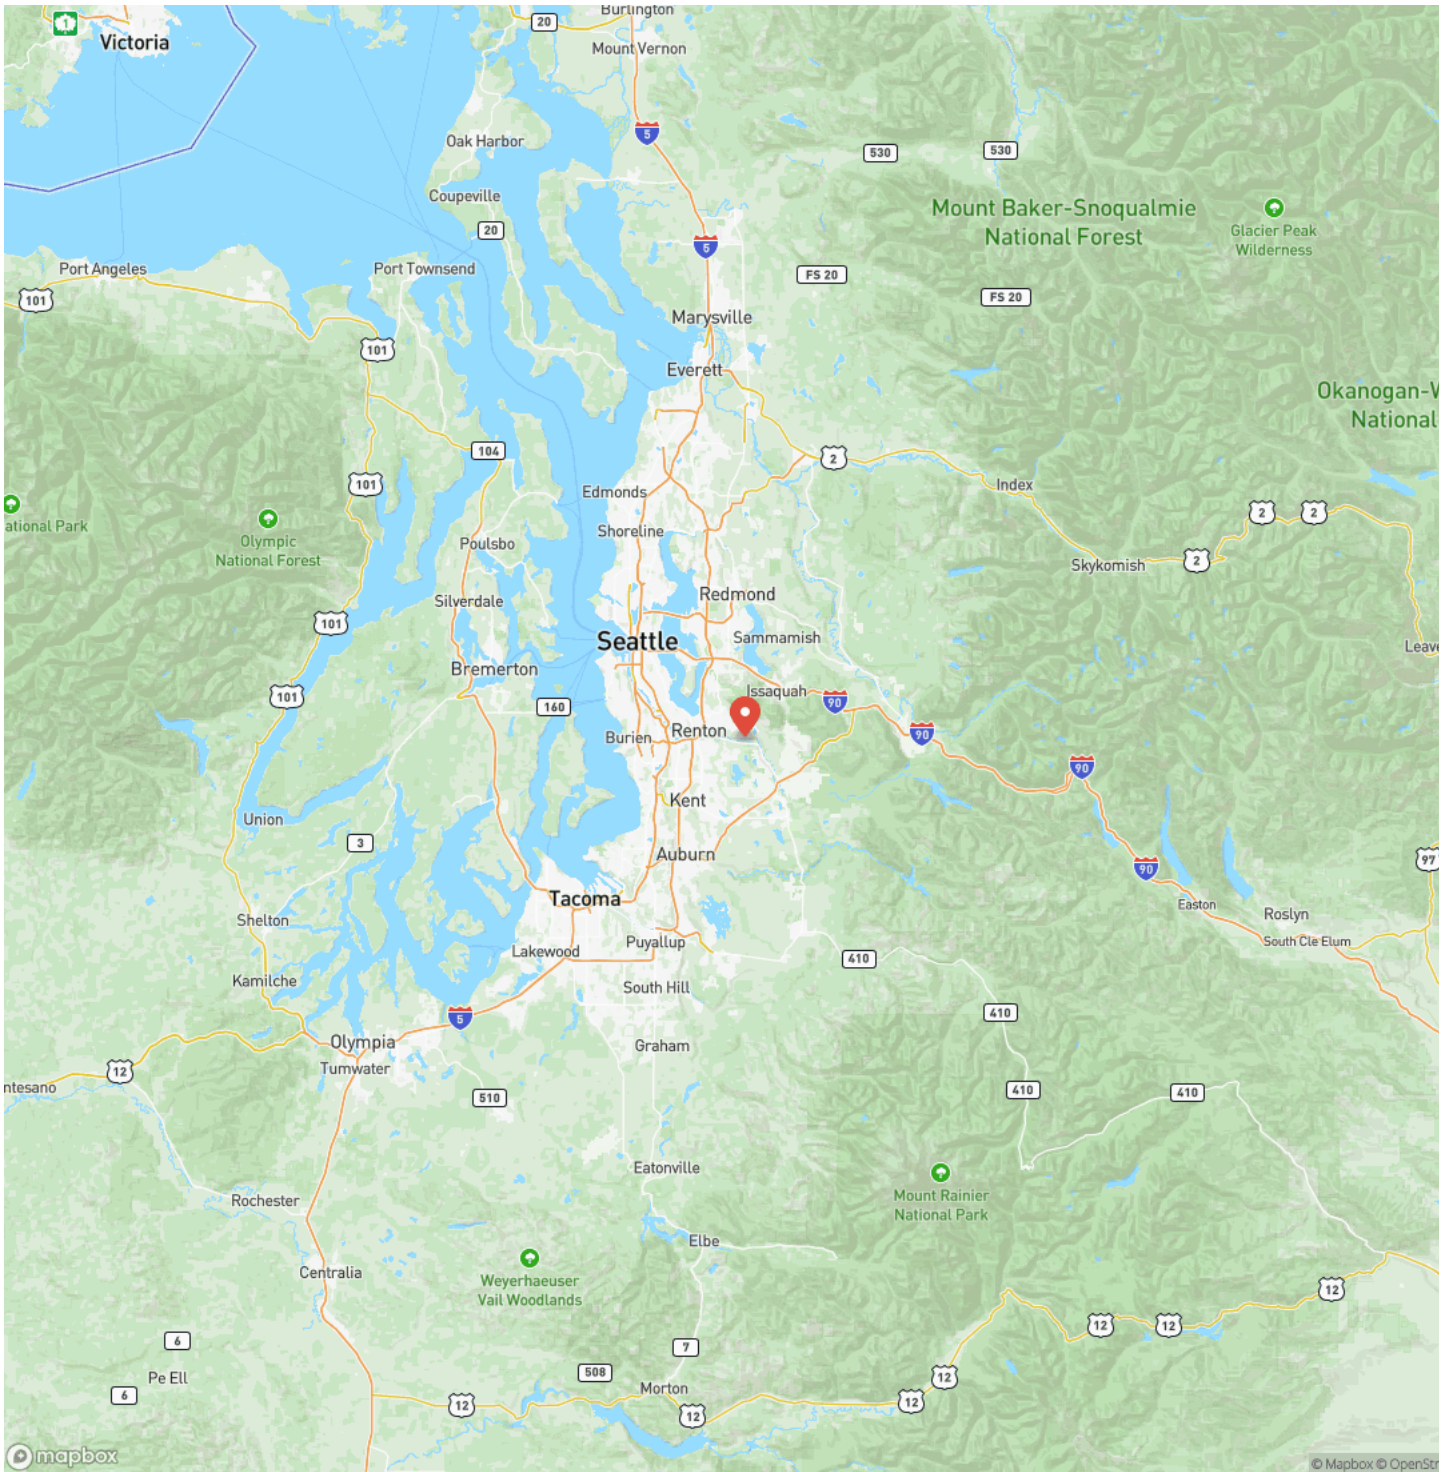 Burlington
1
20
Victoria
Mount Vernon
5
Oak Harbor
530
530
Coupeville
Mount Baker-Snoqualmie
National Forest
20
Glacier Peak
Wilderness
5
Port Angeles
Port Townsend
FS 20
101
FS 20
Marysville
101
Everett
Okanogan-W
National
104
2
101
Index
Edmonds
2
2
ational Park
Shoreline
Olympic
National Forest
Poulsbo
2
Skykomish
Redmond
Silverdale
101
Sammamish
Seattle
Leave
Bremerton
101
Issaquah
90
160
Renton
Burien
90
90
Kent
Union
3
Auburn
97
90
Tacoma
Easton
Roslyn
Shelton
Puyallup
South Cle Elum
Lakewood
410
Kamilche
South Hill
410
5
Olympia
Graham
Tumwater
12
ntesano
410
410
510
Eatonville
Mount Rainier
National Park
Rochester
Elbe
Centralia
Weyerhaeuser
Vail Woodlands
12
12
12
6
7
508
Pe Ell
12
Morton
6
12
12
12
mapbox
© Mapbox © OpenStr